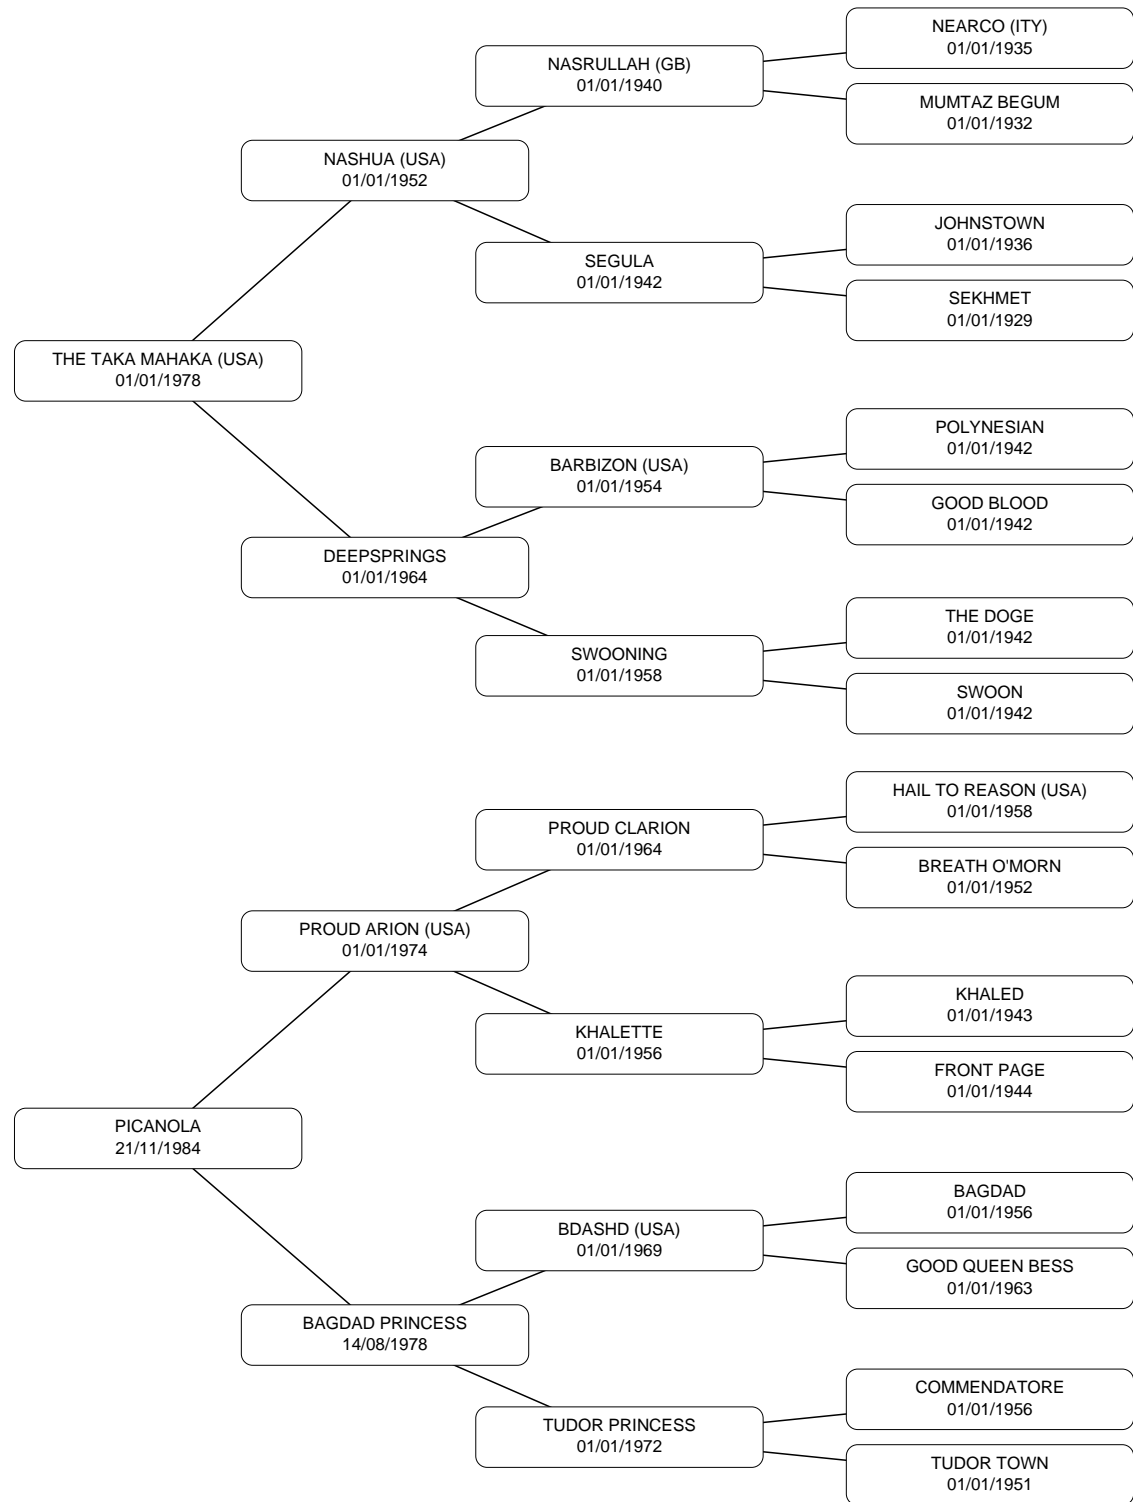 NEARCO (ITY)
01/01/1935
NASRULLAH (GB)
01/01/1940
MUMTAZ BEGUM
01/01/1932
NASHUA (USA)
01/01/1952
JOHNSTOWN
01/01/1936
SEGULA
01/01/1942
SEKHMET
01/01/1929
THE TAKA MAHAKA (USA)
01/01/1978
POLYNESIAN
01/01/1942
BARBIZON (USA)
01/01/1954
GOOD BLOOD
01/01/1942
DEEPSPRINGS
01/01/1964
THE DOGE
01/01/1942
SWOONING
01/01/1958
SWOON
01/01/1942
HAIL TO REASON (USA)
01/01/1958
PROUD CLARION
01/01/1964
BREATH O'MORN
01/01/1952
PROUD ARION (USA)
01/01/1974
KHALED
01/01/1943
KHALETTE
01/01/1956
FRONT PAGE
01/01/1944
PICANOLA
21/11/1984
BAGDAD
01/01/1956
BDASHD (USA)
01/01/1969
GOOD QUEEN BESS
01/01/1963
BAGDAD PRINCESS
14/08/1978
COMMENDATORE
01/01/1956
TUDOR PRINCESS
01/01/1972
TUDOR TOWN
01/01/1951